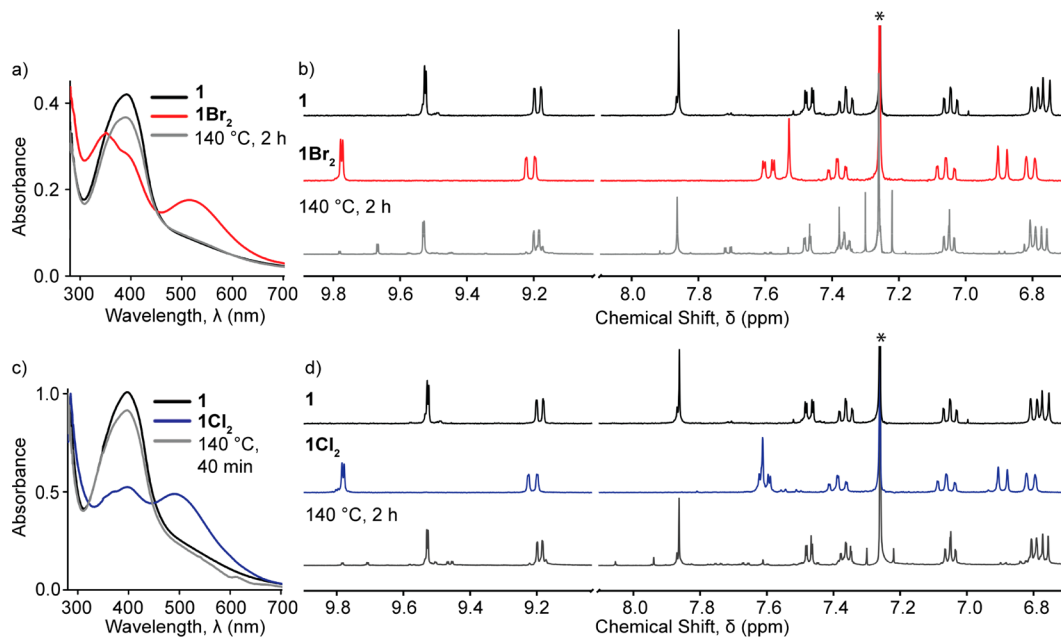 a)
Absorbance
0.4
0.2
0.0
1
1Br₂
140 °C, 2 h
300 400 500 600 700
Wavelength, λ (nm)
b)
*
1
1Br₂
140 °C, 2 h
9.8 9.6 9.4 9.2 8.0 7.8 7.6 7.4 7.2 7.0 6.8
Chemical Shift, δ (ppm)
c)
Absorbance
1.0
0.5
0.0
1
1Cl₂
140 °C,
40 min
300 400 500 600 700
Wavelength, λ (nm)
d)
*
1
1Cl₂
140 °C, 2 h
9.8 9.6 9.4 9.2 8.0 7.8 7.6 7.4 7.2 7.0 6.8
Chemical Shift, δ (ppm)